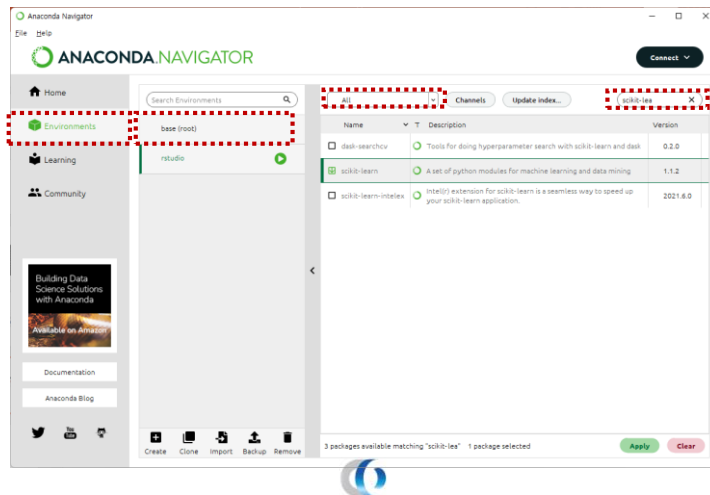 Anaconda Navigator
File Help
ANACONDA.NAVIGATOR
Connect
Home
Environments
Learning
Community
Building Data
Science Solutions
with Anaconda
Available on Amazon
Documentation
Anaconda Blog
You
Tube
Search Environments
base (root)
rstudio
Create Clone Import Backup Remove
All
Channels
Update index...
scikit-lea X
Name T Description Version
dask-searchcv Tools for doing hyperparameter search with scikit-learn and dask 0.2.0
scikit-learn A set of python modules for machine learning and data mining 1.1.2
scikit-learn-intelex Intel(r) extension for scikit-learn is a seamless way to speed up
your scikit-learn application. 2021.6.0
3 packages available matching "scikit-lea" 1 package selected
Apply
Clear